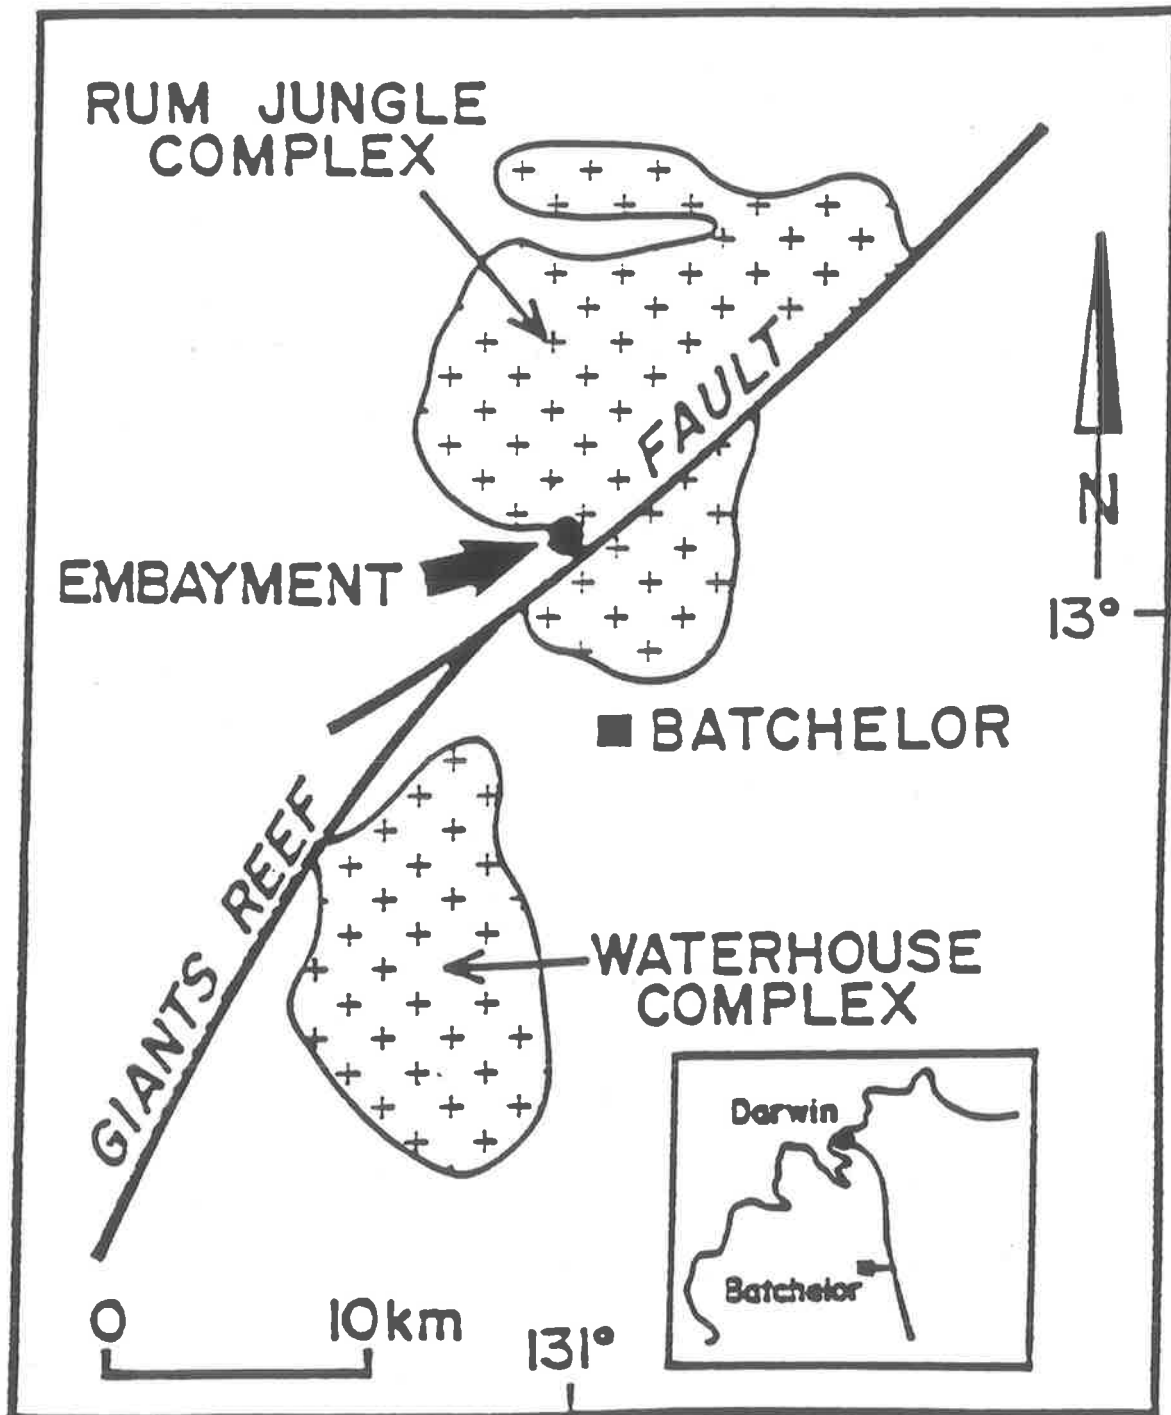 RUM JUNGLE
COMPLEX
FAULT
N
EMBAYMENT
13°
BATCHELOR
GIANTS REEF
WATERHOUSE
COMPLEX
Darwin
Batchelor
0 10km
131°